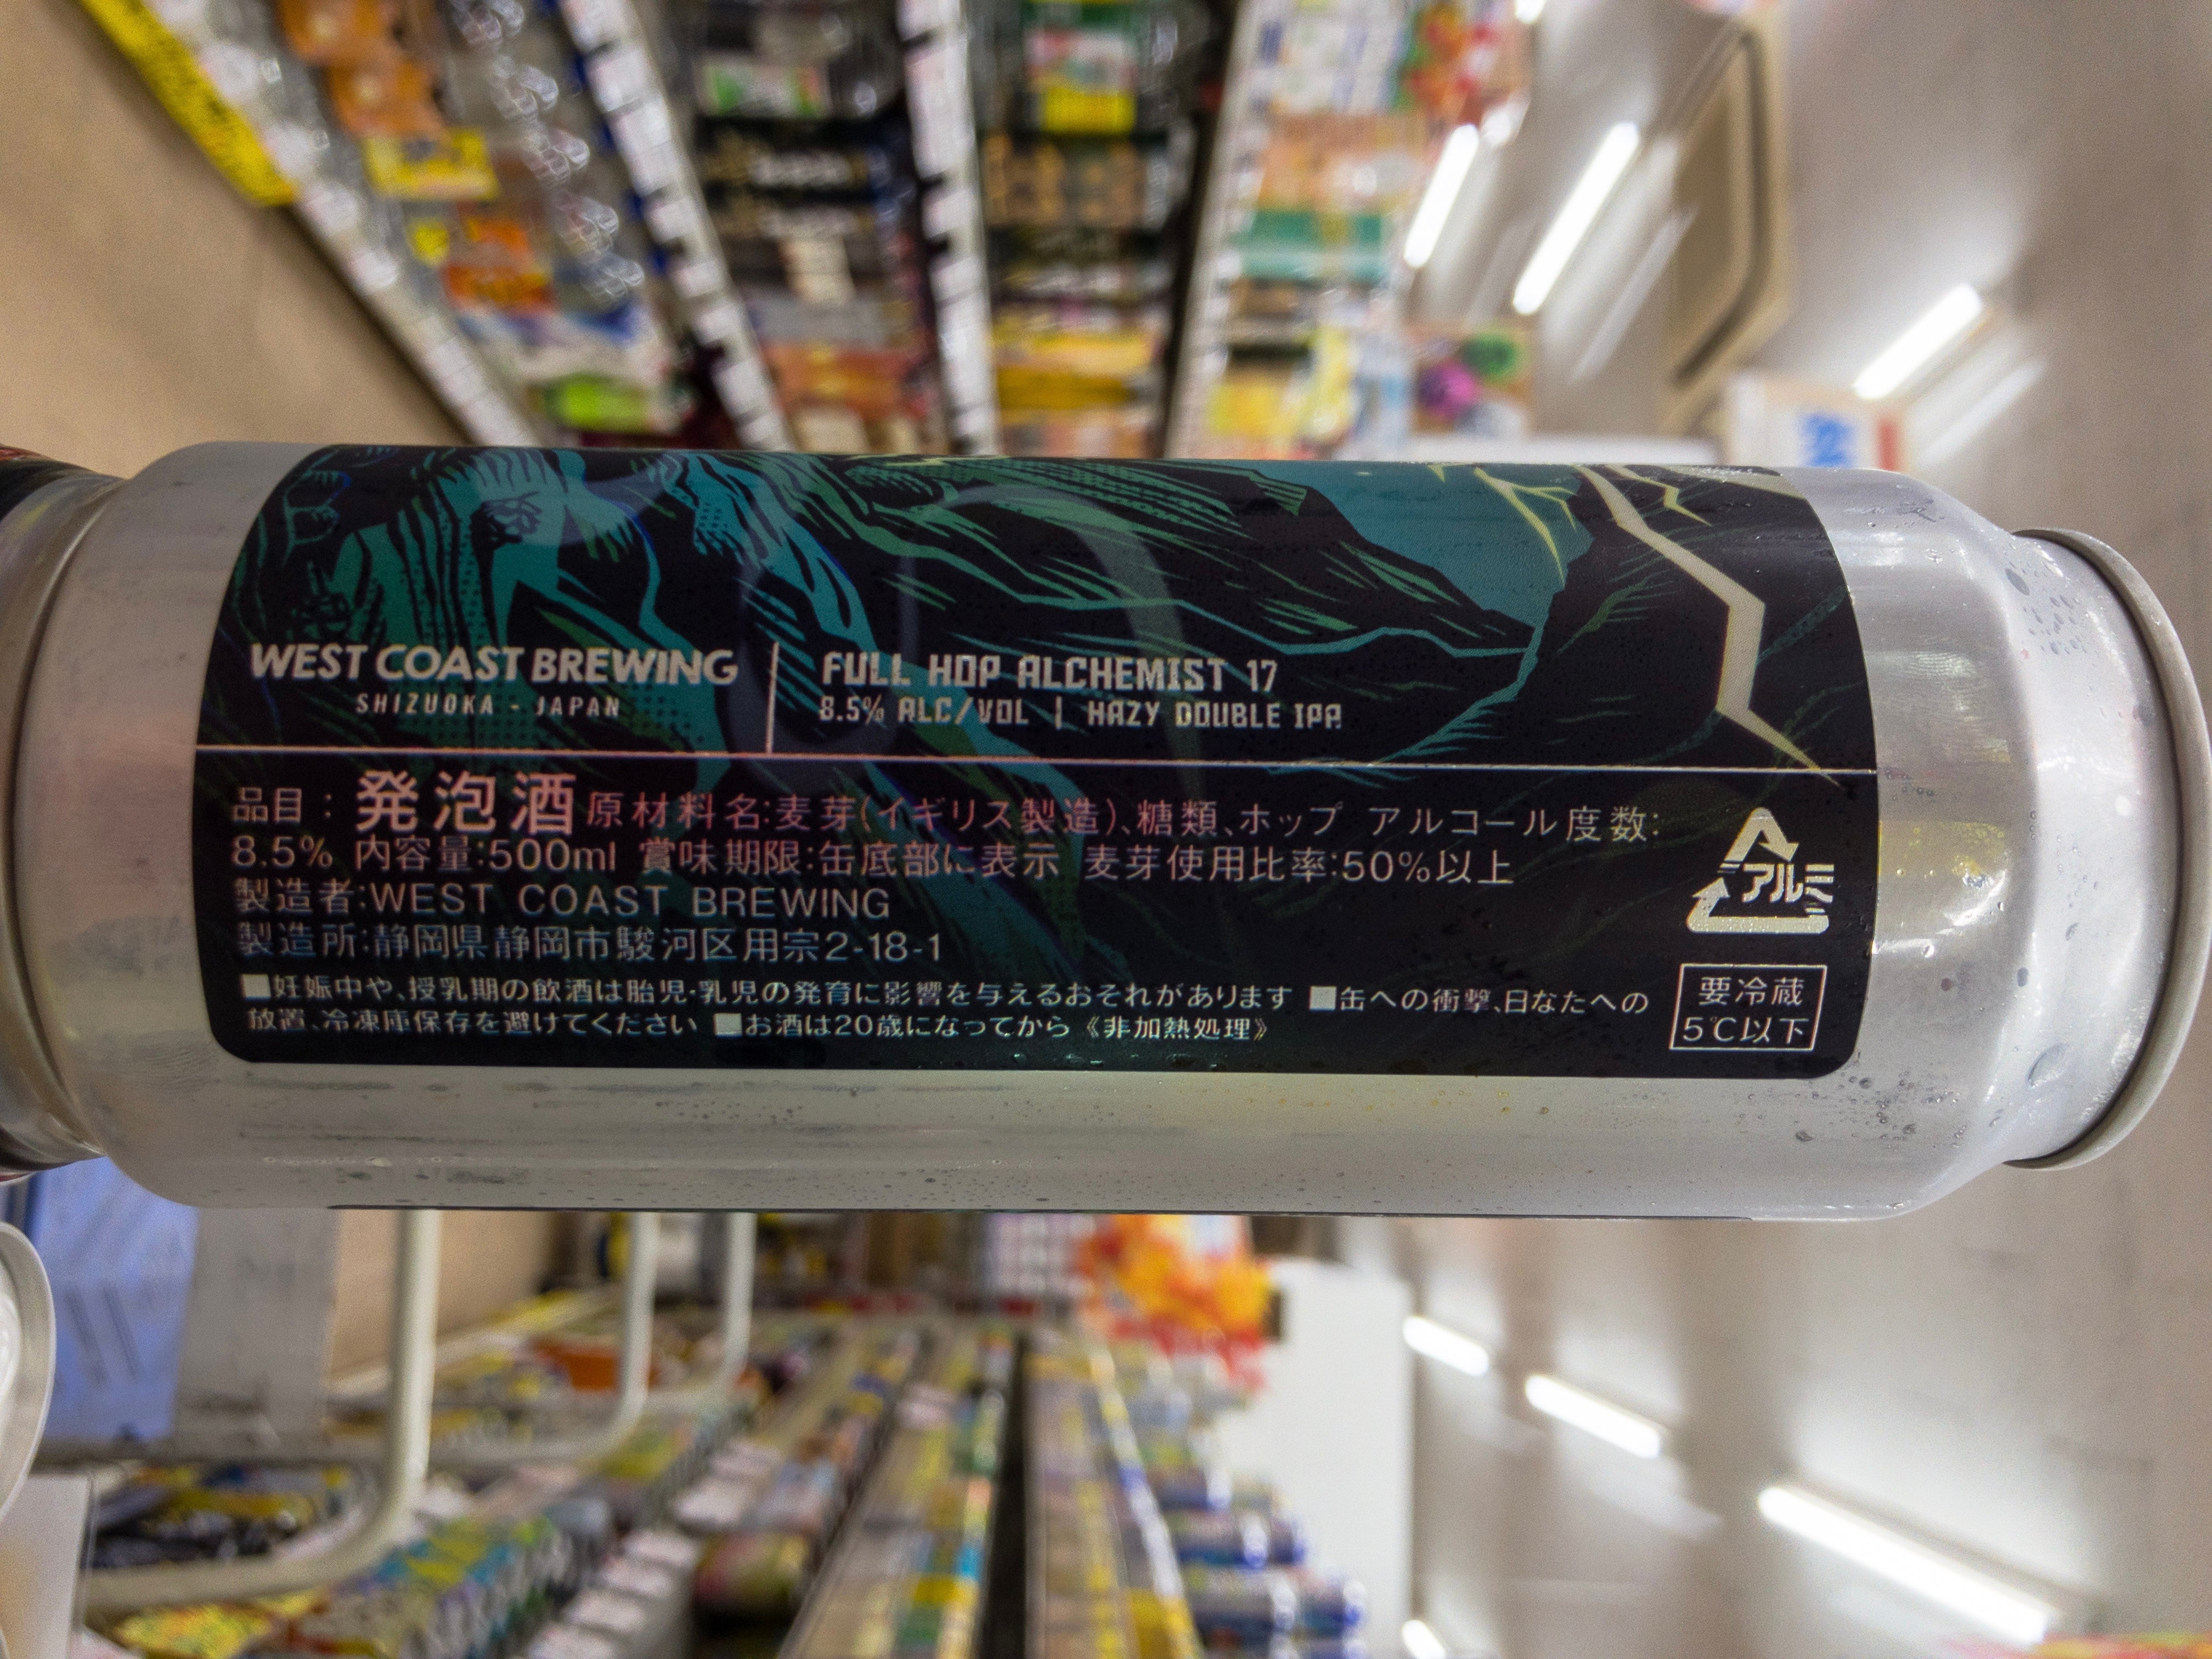 WEST COAST BREWING
SHIZUOKA - JAPAN
FULL HOP ALCHEMIST 17
8.5% ALC/VOL | HAZY DOUBLE IPA
品目：発泡酒 原材料名:麦芽(イギリス製造)、糖類、ホップ アルコール度数:
8.5% 内容量:500ml 賞味期限:缶底部に表示 麦芽使用比率:50%以上
製造者:WEST COAST BREWING
製造所:静岡県静岡市駿河区用宗2-18-1
■妊娠中や、授乳期の飲酒は胎児・乳児の発育に影響を与えるおそれがあります ■缶への衝撃、日なたへの
放置、冷凍庫保存を避けてください ■お酒は20歳になってから《非加熱処理》
アルミ
要冷蔵
5℃以下